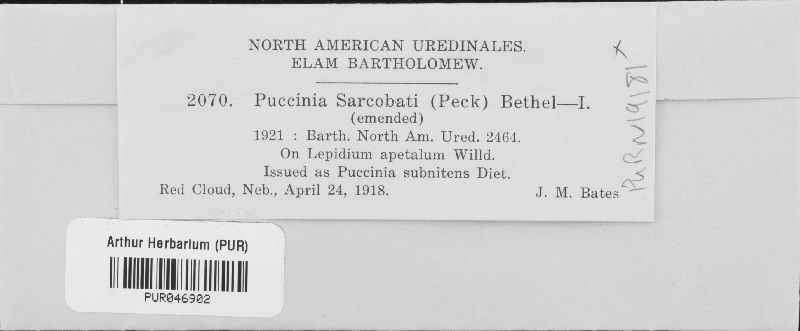 NORTH AMERICAN UREDINALES.
ELAM BARTHOLOMEW.
2070. Puccinia Sarcobati (Peck) Bethel—I.
(emended)
1921 : Barth. North Am. Ured. 2464.
On Lepidium apetalum Willd.
Issued as Puccinia subnitens Diet.
Red Cloud, Neb., April 24, 1918. J. M. Bates
PURN19181 x
Arthur Herbarium (PUR)
PUR046902